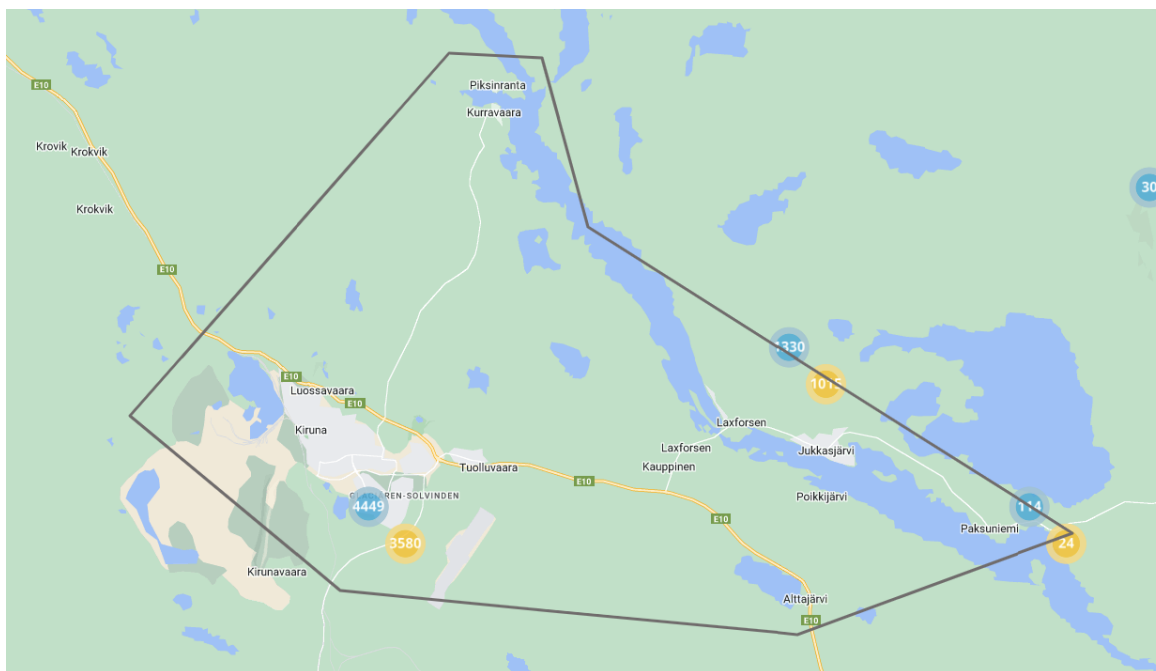 E10
Piksinranta
Kurravaara
Krovik
Krokvik
Krokvik
E10
30
1330
1015
E10
Luossavaara
E10
Kiruna
Laxforsen
Laxforsen
Jukkasjärvi
Tuolluvaara
Kauppinen
E10
Poikkijärvi
4449
114
E10
Paksuniemi
3580
24
Kirunavaara
Alttajärvi
E10